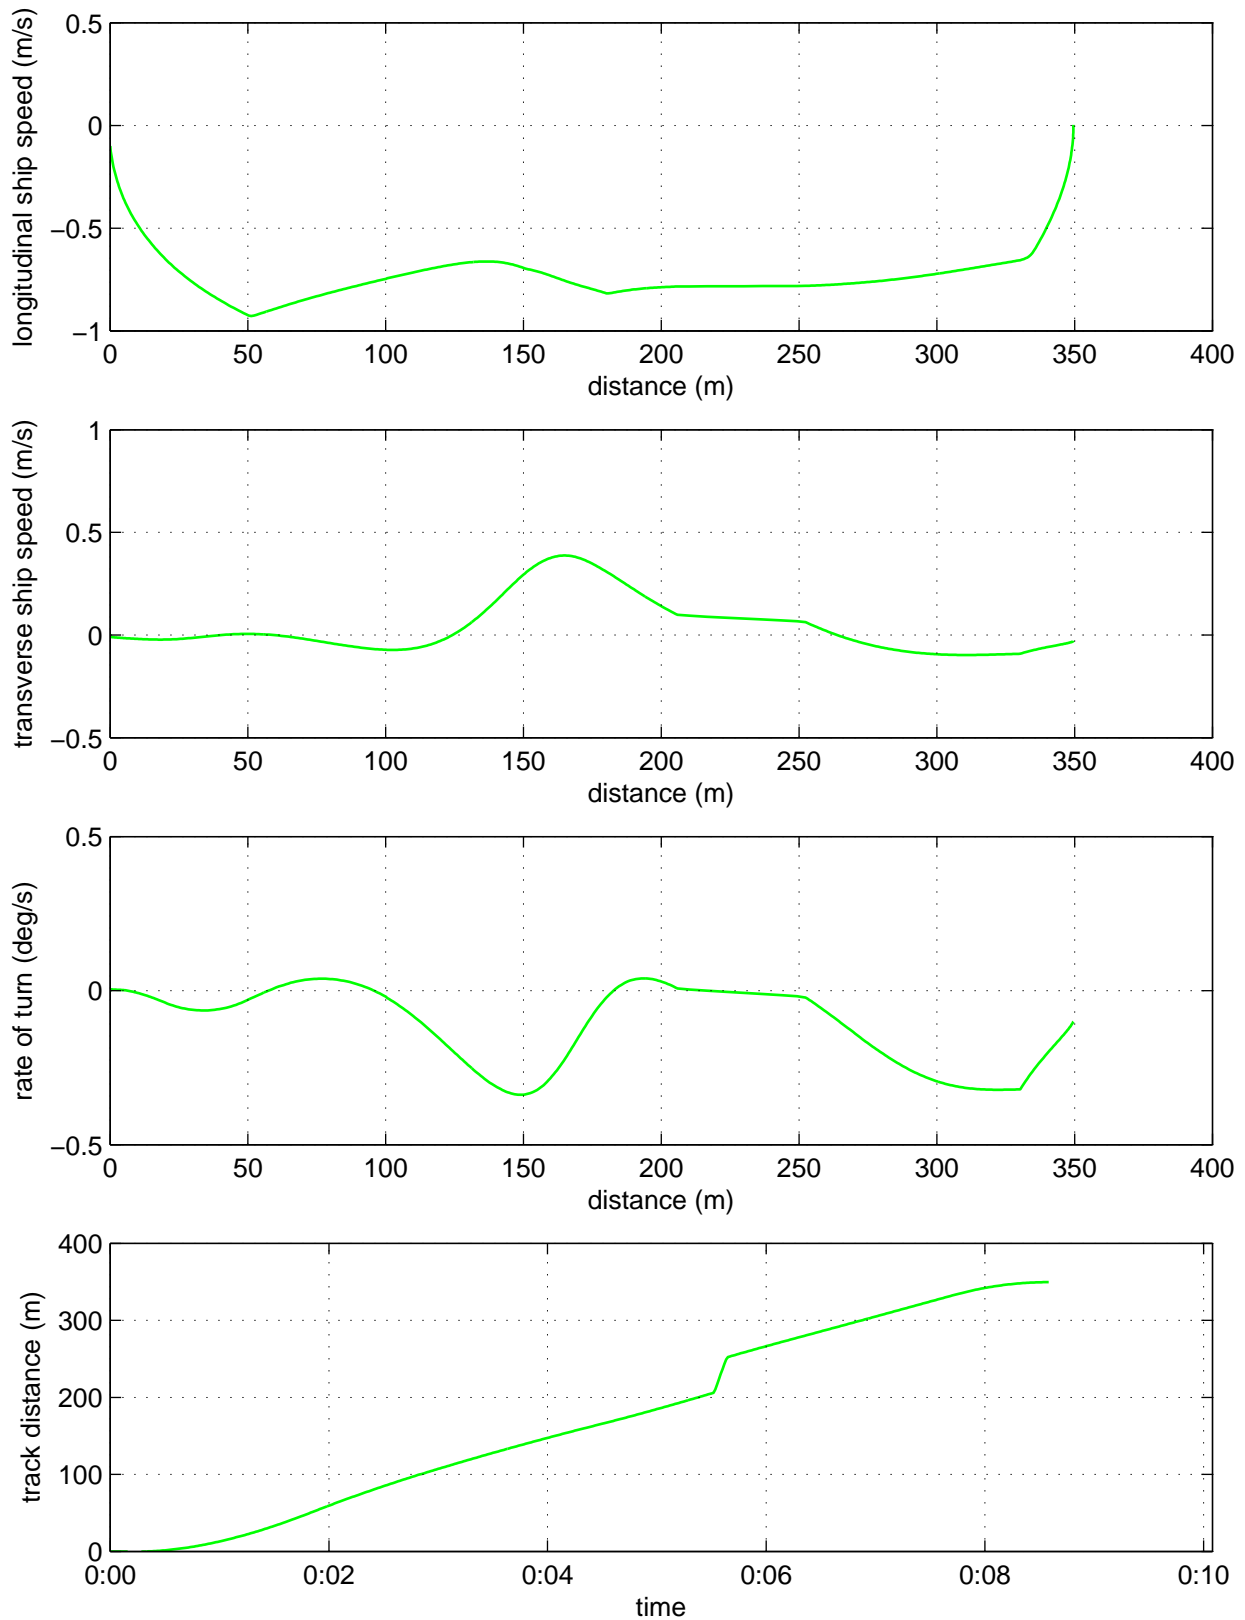 longitudinal ship speed (m/s)
0.5
0
−0.5
−1
0 50 100 150 200 250 300 350 400
distance (m)
transverse ship speed (m/s)
1
0.5
0
−0.5
0 50 100 150 200 250 300 350 400
distance (m)
rate of turn (deg/s)
0.5
0
−0.5
0 50 100 150 200 250 300 350 400
distance (m)
track distance (m)
400
300
200
100
0
0:00 0:02 0:04 0:06 0:08 0:10
time